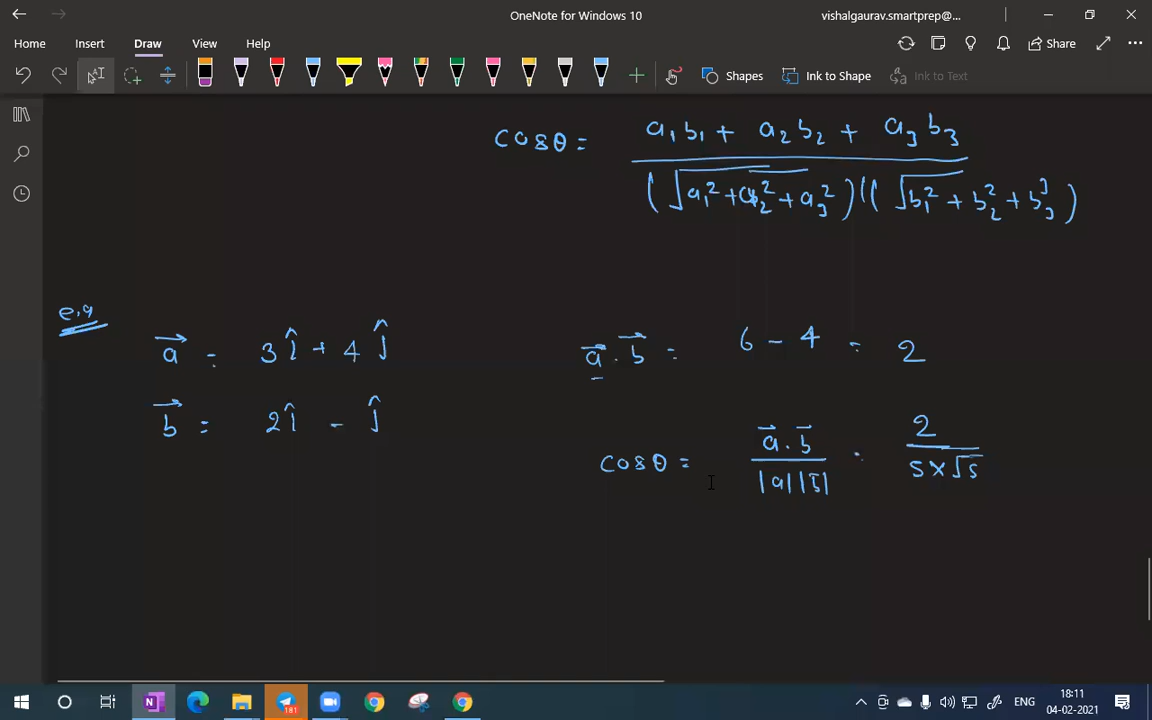 OneNote for Windows 10
vishalgaurav.smartprep@...
Home Insert Draw View Help
Share
Shapes Ink to Shape Ink to Text
cosθ = a₁b₁ + a₂b₂ + a₃b₃
(√a₁² + a₂² + a₃²)((√b₁² + b₂² + b₃³)
e.g
a⃗ = 3î + 4ĵ
a⃗ . b⃗ = 6 - 4 = 2
b⃗ = 2î - ĵ
cosθ = a⃗ . b⃗ / |a||b| = 2 / 5×√5
181
ENG
18:11
04-02-2021